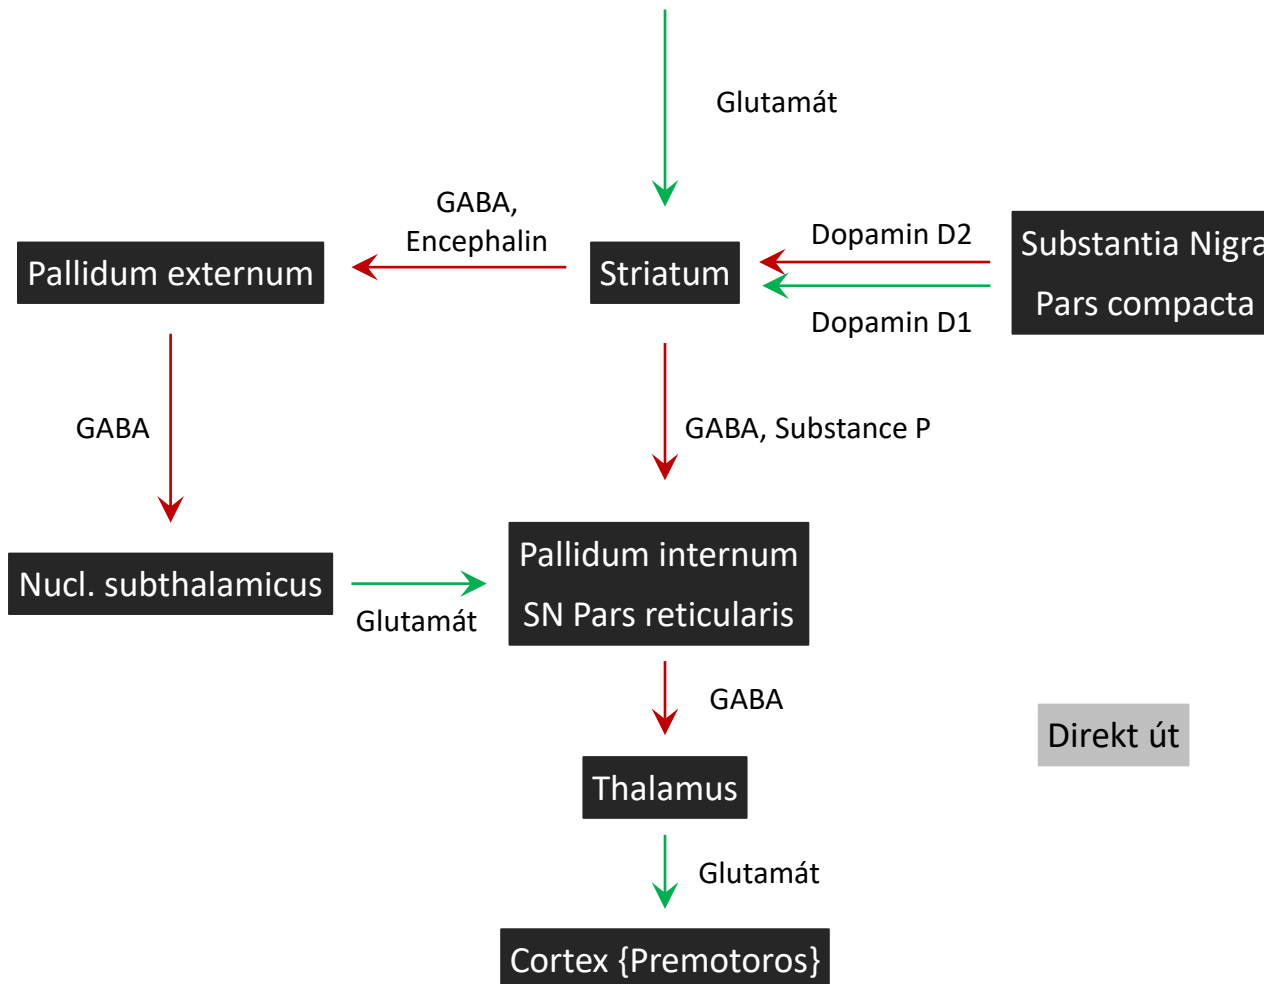 Glutamát
GABA,
Encephalin
Dopamin D2
Substantia Nigra
Pallidum externum
Striatum
Pars compacta
Dopamin D1
GABA
GABA, Substance P
Pallidum internum
Nucl. subthalamicus
SN Pars reticularis
Glutamát
GABA
Direkt út
Thalamus
Glutamát
Cortex {Premotoros}